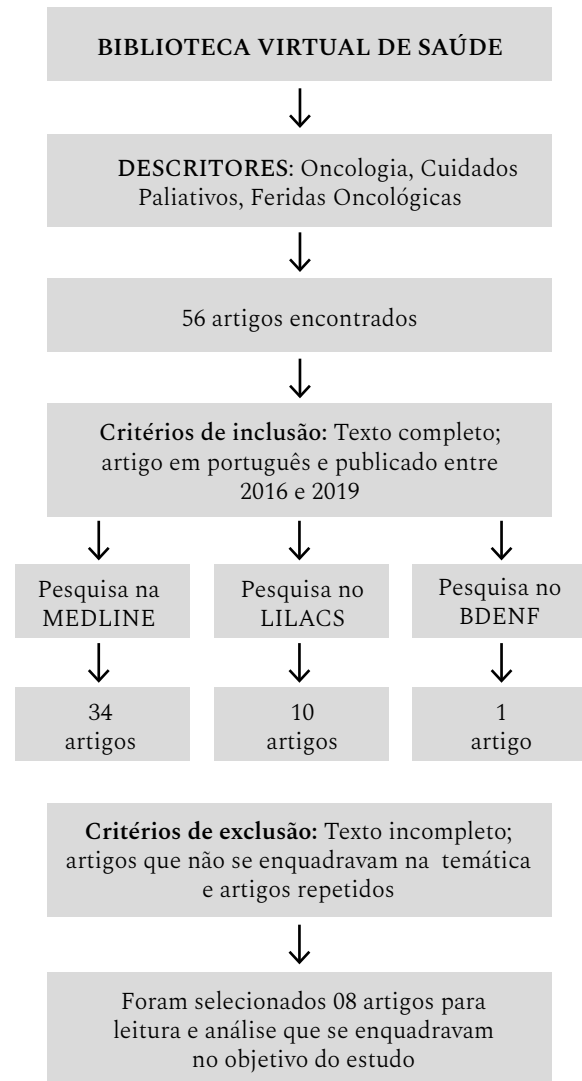 BIBLIOTECA VIRTUAL DE SAÚDE
DESCRITORES: Oncologia, Cuidados
Paliativos, Feridas Oncológicas
56 artigos encontrados
Critérios de inclusão: Texto completo;
artigo em português e publicado entre
2016 e 2019
Pesquisa na
MEDLINE
Pesquisa no
LILACS
Pesquisa no
BDENF
34
artigos
10
artigos
1
artigo
Critérios de exclusão: Texto incompleto;
artigos que não se enquadravam na temática
e artigos repetidos
Foram selecionados 08 artigos para
leitura e análise que se enquadravam
no objetivo do estudo